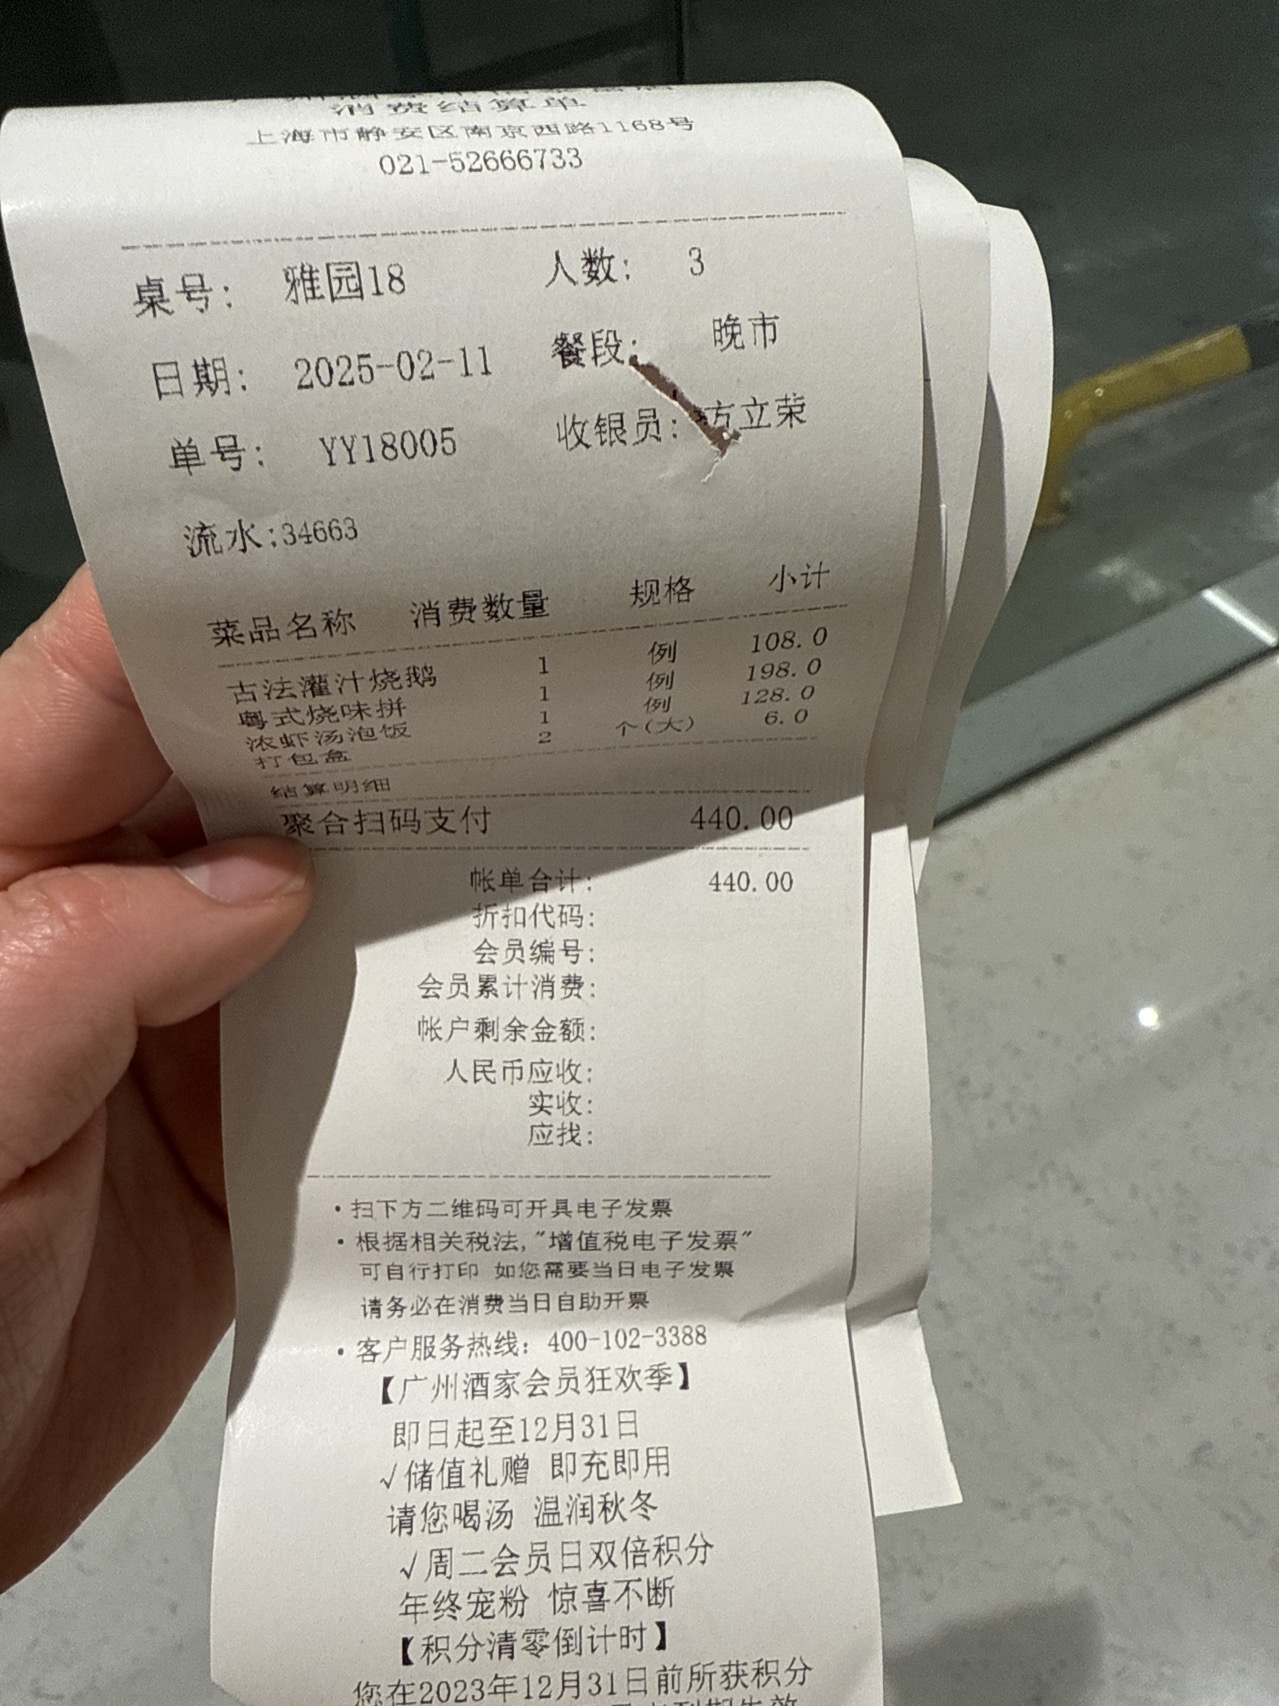 消费结算单
上海市静安区南京西路1168号
021-52666733
桌号: 雅园18 人数: 3
日期: 2025-02-11 餐段: 晚市
单号: YY18005 收银员: 方立荣
流水:34663
菜品名称 消费数量 规格 小计
古法灌汁烧鹅 1 例 108.0
粤式烧味拼 1 例 198.0
浓虾汤泡饭 1 例 128.0
打包盒 2 个(大) 6.0
结算明细
聚合扫码支付 440.00
帐单合计: 440.00
折扣代码:
会员编号:
会员累计消费:
帐户剩余金额:
人民币应收:
实收:
应找:
·扫下方二维码可开具电子发票
·根据相关税法,"增值税电子发票"
可自行打印 如您需要当日电子发票
请务必在消费当日自助开票
·客户服务热线: 400-102-3388
【广州酒家会员狂欢季】
即日起至12月31日
√储值礼赠 即充即用
请您喝汤 温润秋冬
√周二会员日双倍积分
年终宠粉 惊喜不断
【积分清零倒计时】
您在2023年12月31日前所获积分